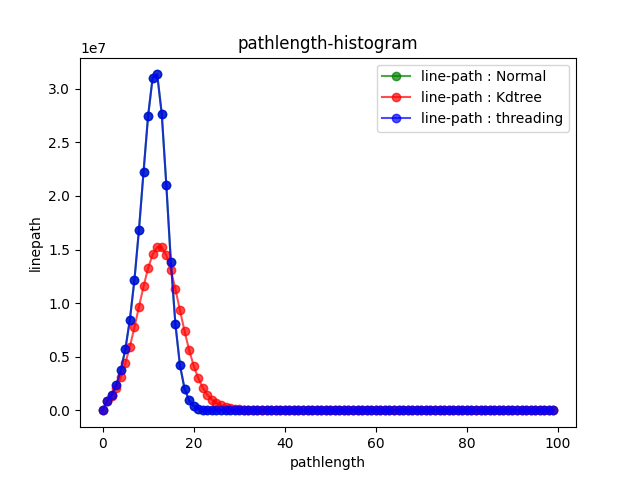 pathlength-histogram
1e7
line-path : Normal
line-path : Kdtree
line-path : threading
3.0
2.5
2.0
1.5
1.0
0.5
0.0
linepath
0 20 40 60 80 100
pathlength